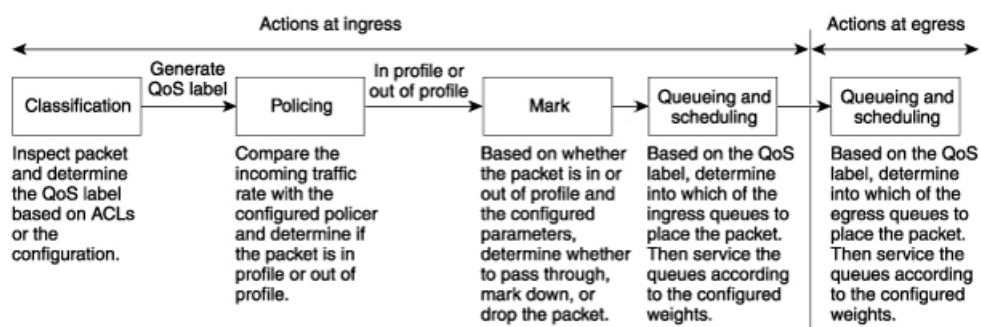 Actions at ingress
Actions at egress
Generate
QoS label
In profile or
out of profile
Classification
Policing
Mark
Queueing and
scheduling
Queueing and
scheduling
Inspect packet
and determine
the QoS label
based on ACLs
or the
configuration.
Compare the
incoming traffic
rate with the
configured policer
and determine if
the packet is in
profile or out of
profile.
Based on whether
the packet is in or
out of profile and
the configured
parameters,
determine whether
to pass through,
mark down, or
drop the packet.
Based on the QoS
label, determine
into which of the
ingress queues to
place the packet.
Then service the
queues according
to the configured
weights.
Based on the QoS
label, determine
into which of the
egress queues to
place the packet.
Then service the
queues according
to the configured
weights.